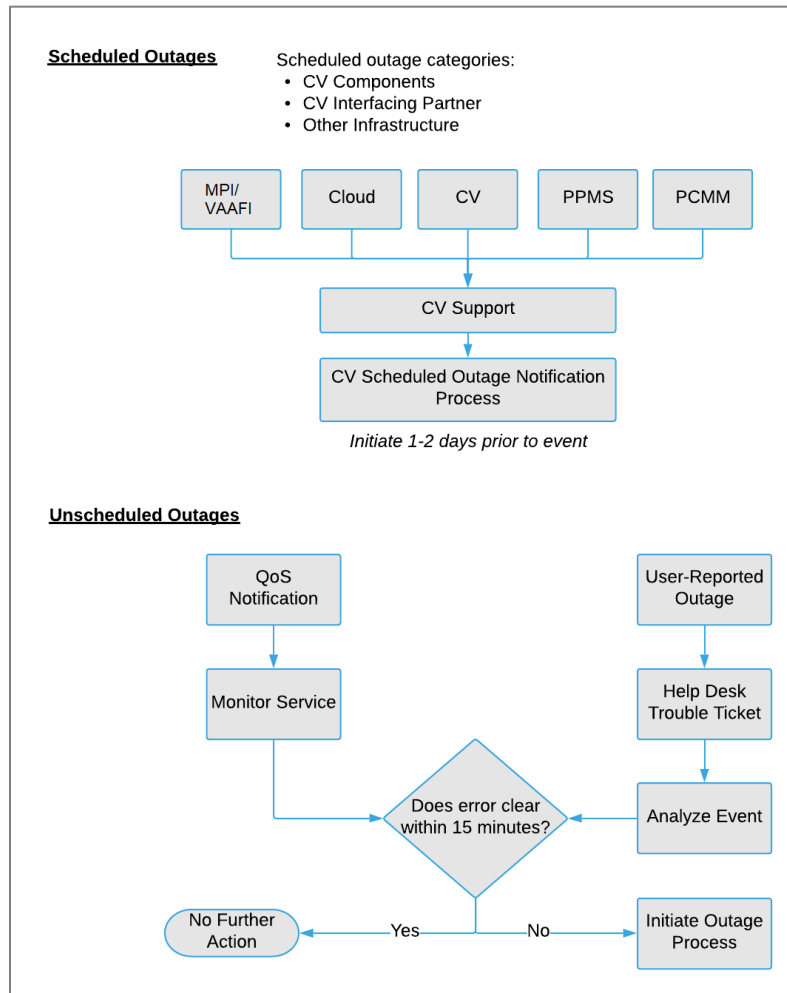 Scheduled Outages
Scheduled outage categories:
• CV Components
• CV Interfacing Partner
• Other Infrastructure
MPI/
VAAFI
Cloud
CV
PPMS
PCMM
CV Support
CV Scheduled Outage Notification
Process
Initiate 1-2 days prior to event
Unscheduled Outages
QoS
Notification
User-Reported
Outage
Monitor Service
Help Desk
Trouble Ticket
Does error clear
within 15 minutes?
Analyze Event
No Further
Action
Yes
No
Initiate Outage
Process